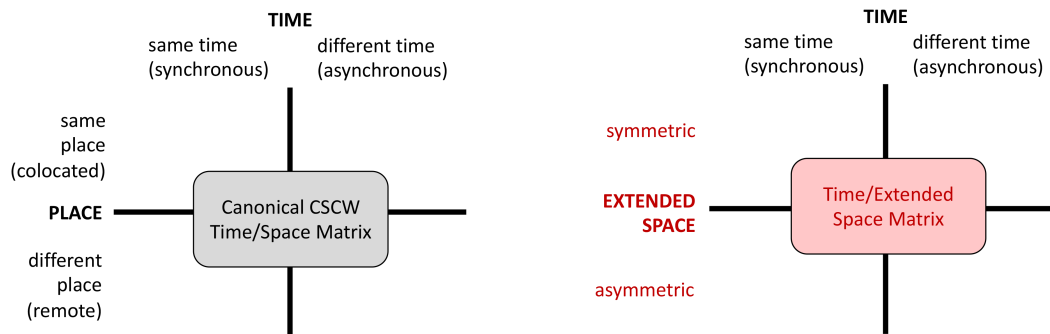 TIME
same time
(synchronous)
different time
(asynchronous)
same
place
(colocated)
PLACE
Canonical CSCW
Time/Space Matrix
different
place
(remote)
TIME
same time
(synchronous)
different time
(asynchronous)
symmetric
EXTENDED
SPACE
Time/Extended
Space Matrix
asymmetric